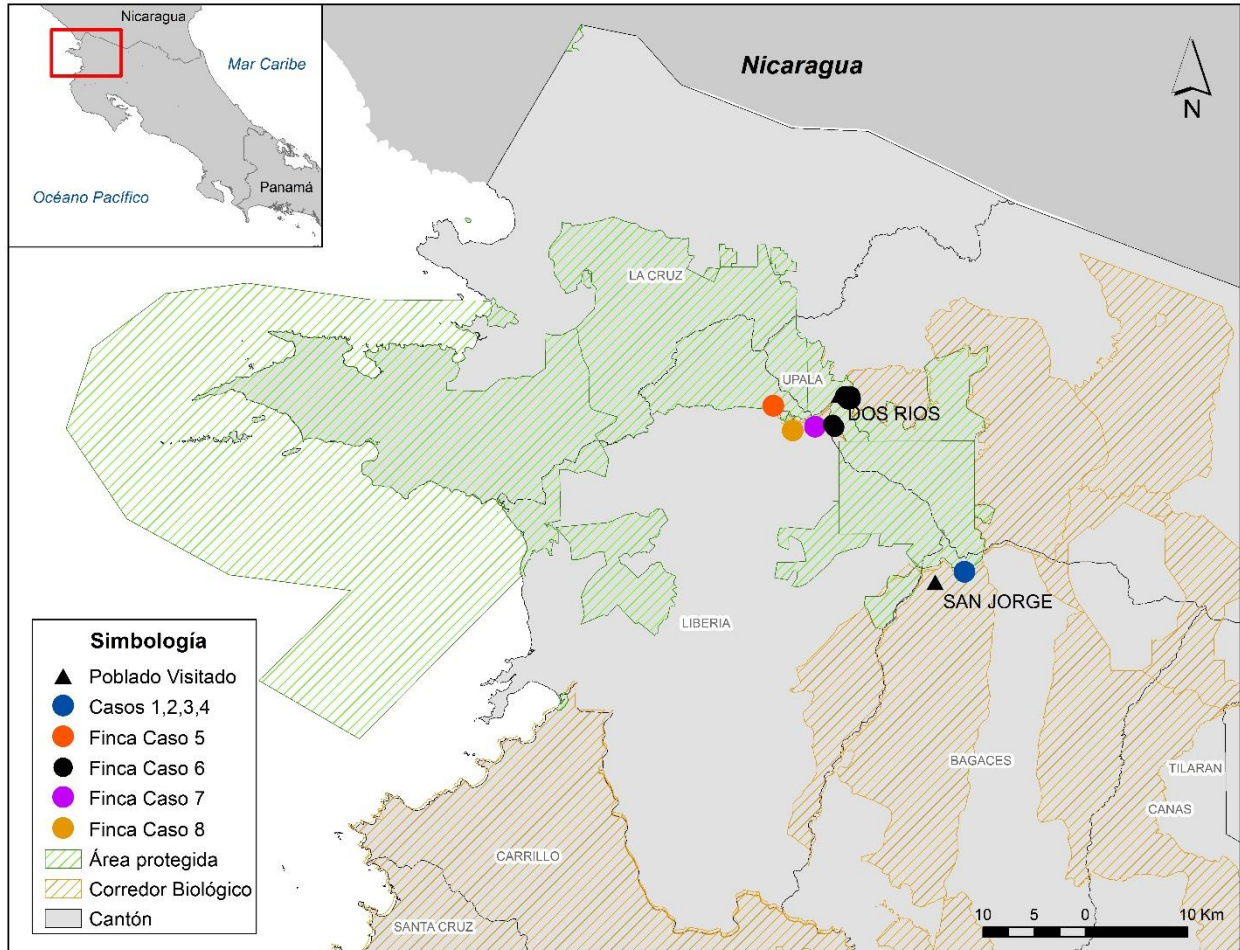 Nicaragua
Mar Caribe
Océano Pacífico
Panamá
Nicaragua
N
LA CRUZ
UPALA
DOS RIOS
SAN JORGE
LIBERIA
BAGACES
TILARAN
CANAS
CARRILLO
SANTA CRUZ
Simbología
Poblado Visitado
Casos 1,2,3,4
Finca Caso 5
Finca Caso 6
Finca Caso 7
Finca Caso 8
Área protegida
Corredor Biológico
Cantón
10 5 0 10 Km